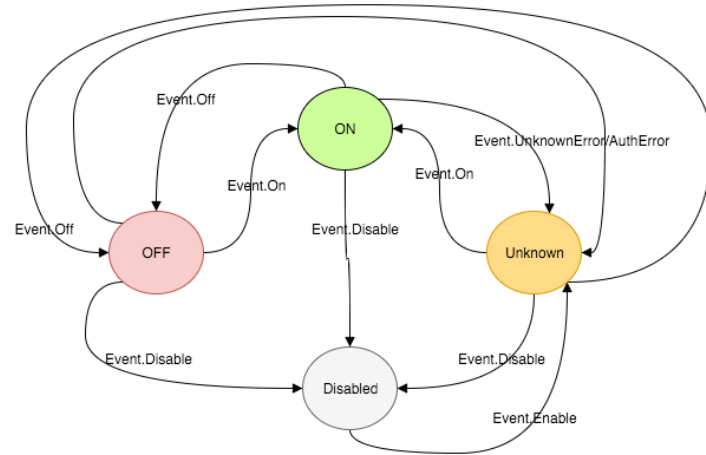 Event.Off
ON
Event.UnknownError/AuthError
Event.On
Event.On
Event.Off
Event.Disable
OFF
Unknown
Event.Disable
Event.Disable
Disabled
Event.Enable